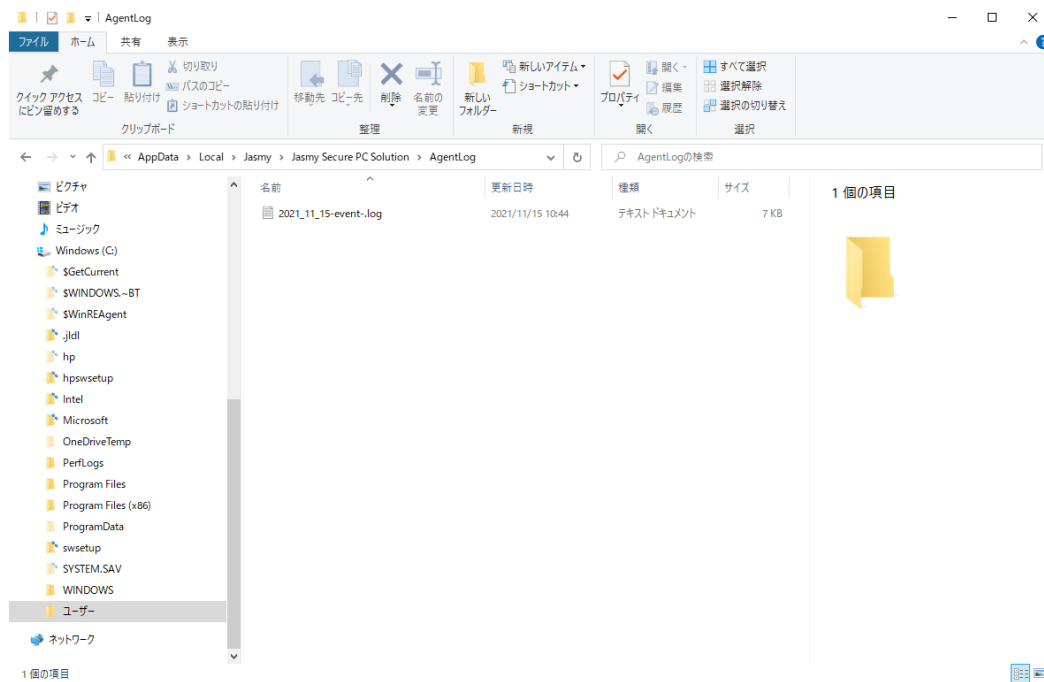 AgentLog
ファイル ホーム 共有 表示
クイック アクセスにピン留めする
コピー
貼り付け
切り取り
パスのコピー
ショートカットの貼り付け
クリップボード
移動先
コピー先
削除
名前の変更
整理
新しいフォルダー
新しいアイテム
ショートカット
新規
プロパティ
開く
編集
履歴
開く
すべて選択
選択解除
選択の切り替え
選択
« AppData › Local › Jasmy › Jasmy Secure PC Solution › AgentLog
AgentLogの検索
ピクチャ
ビデオ
ミュージック
Windows (C:)
$GetCurrent
$WINDOWS.~BT
$WinREAgent
.jldl
hp
hpswsetup
Intel
Microsoft
OneDriveTemp
PerfLogs
Program Files
Program Files (x86)
ProgramData
swsetup
SYSTEM.SAV
WINDOWS
ユーザー
ネットワーク
名前 更新日時 種類 サイズ
2021_11_15-event-.log 2021/11/15 10:44 テキスト ドキュメント 7 KB
1 個の項目
1 個の項目